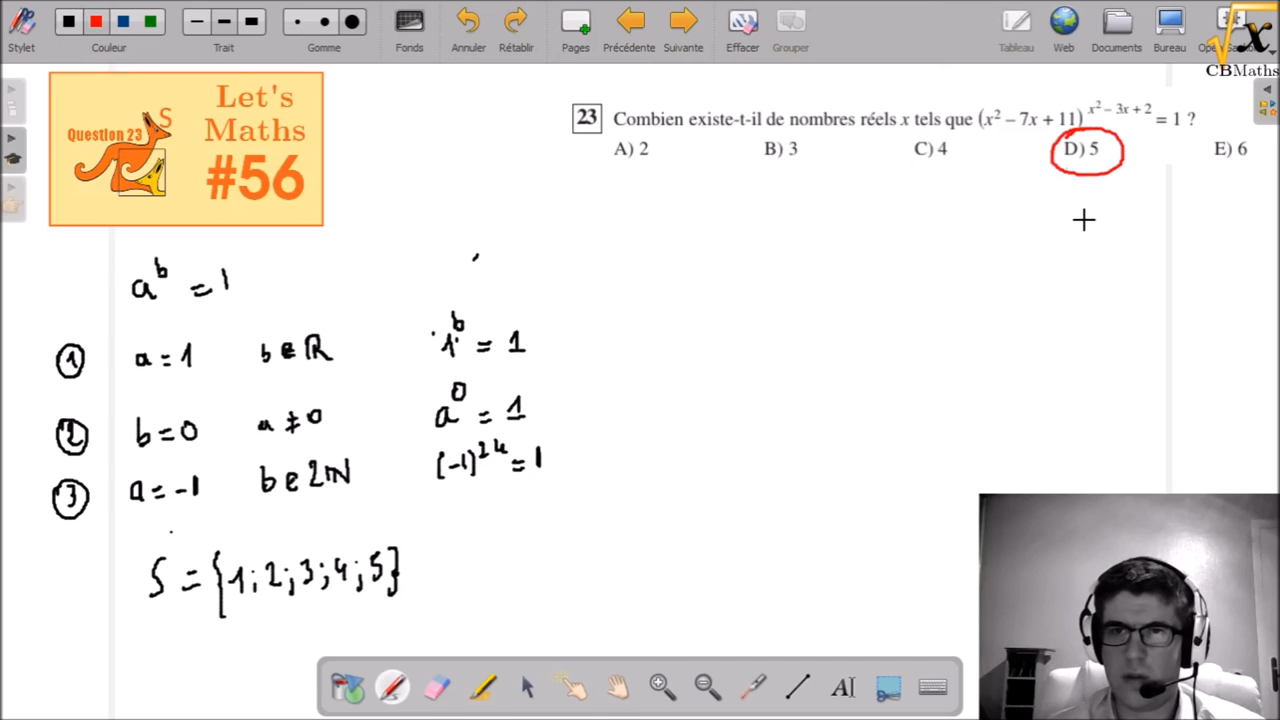 Stylet Couleur Trait Gomme Fonds Annuler Rétablir Pages Précédente Suivante Effacer Grouper Tableau Web Documents Bureau
√x
CBMaths
Question 23
S
Let's
Maths
#56
23 Combien existe-t-il de nombres réels x tels que (x² – 7x + 11)^(x² – 3x + 2) = 1 ?
A) 2 B) 3 C) 4 D) 5 E) 6
a^b = 1
① a = 1 b ∈ ℝ 1^b = 1
② b = 0 a ≠ 0 a^0 = 1
③ a = -1 b ∈ 2ℕ (-1)^2k = 1
S = {1; 2; 3; 4; 5}
AI